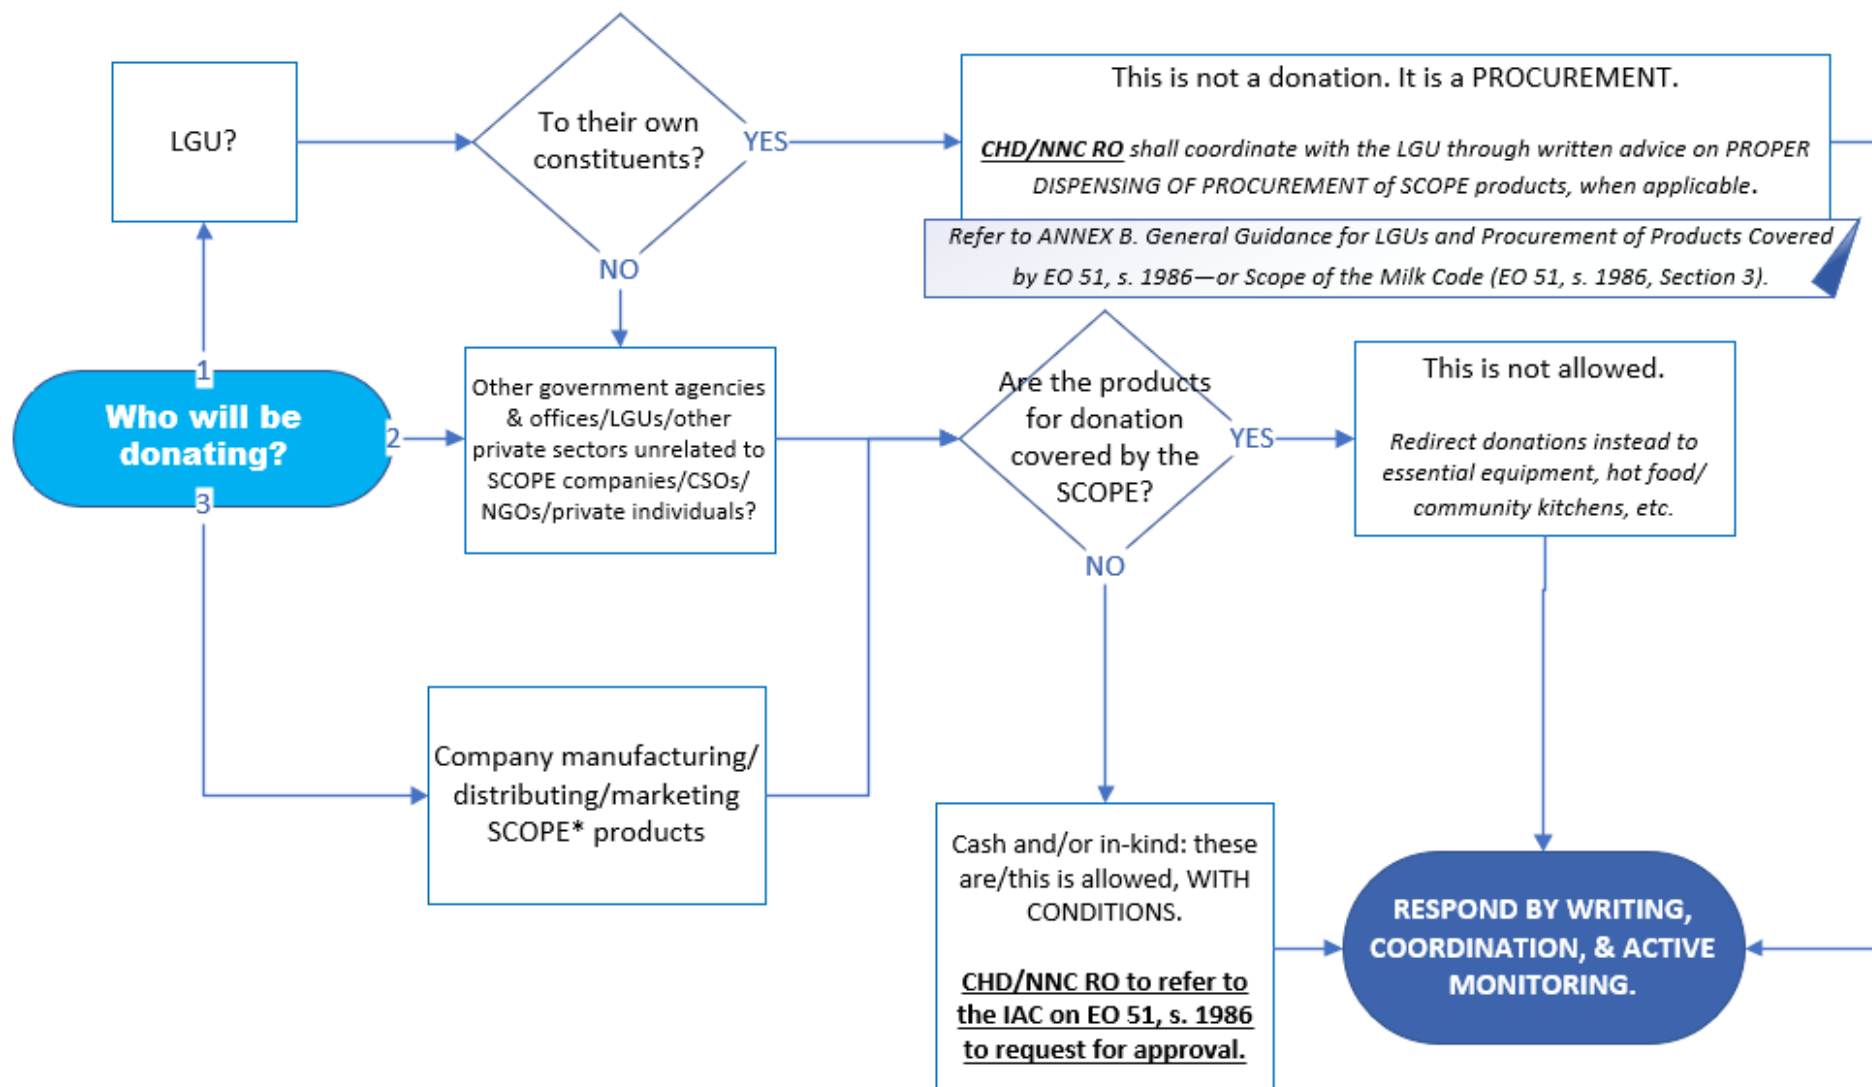 LGU?
To their own
constituents?
YES
NO
This is not a donation. It is a PROCUREMENT.
CHD/NNC RO shall coordinate with the LGU through written advice on PROPER
DISPENSING OF PROCUREMENT of SCOPE products, when applicable.
Refer to ANNEX B. General Guidance for LGUs and Procurement of Products Covered
by EO 51, s. 1986—or Scope of the Milk Code (EO 51, s. 1986, Section 3).
1
Who will be
donating?
2
3
Other government agencies
& offices/LGUs/other
private sectors unrelated to
SCOPE companies/CSOs/
NGOs/private individuals?
Are the products
for donation
covered by the
SCOPE?
YES
NO
This is not allowed.
Redirect donations instead to
essential equipment, hot food/
community kitchens, etc.
Company manufacturing/
distributing/marketing
SCOPE* products
Cash and/or in-kind: these
are/this is allowed, WITH
CONDITIONS.
CHD/NNC RO to refer to
the IAC on EO 51, s. 1986
to request for approval.
RESPOND BY WRITING,
COORDINATION, & ACTIVE
MONITORING.